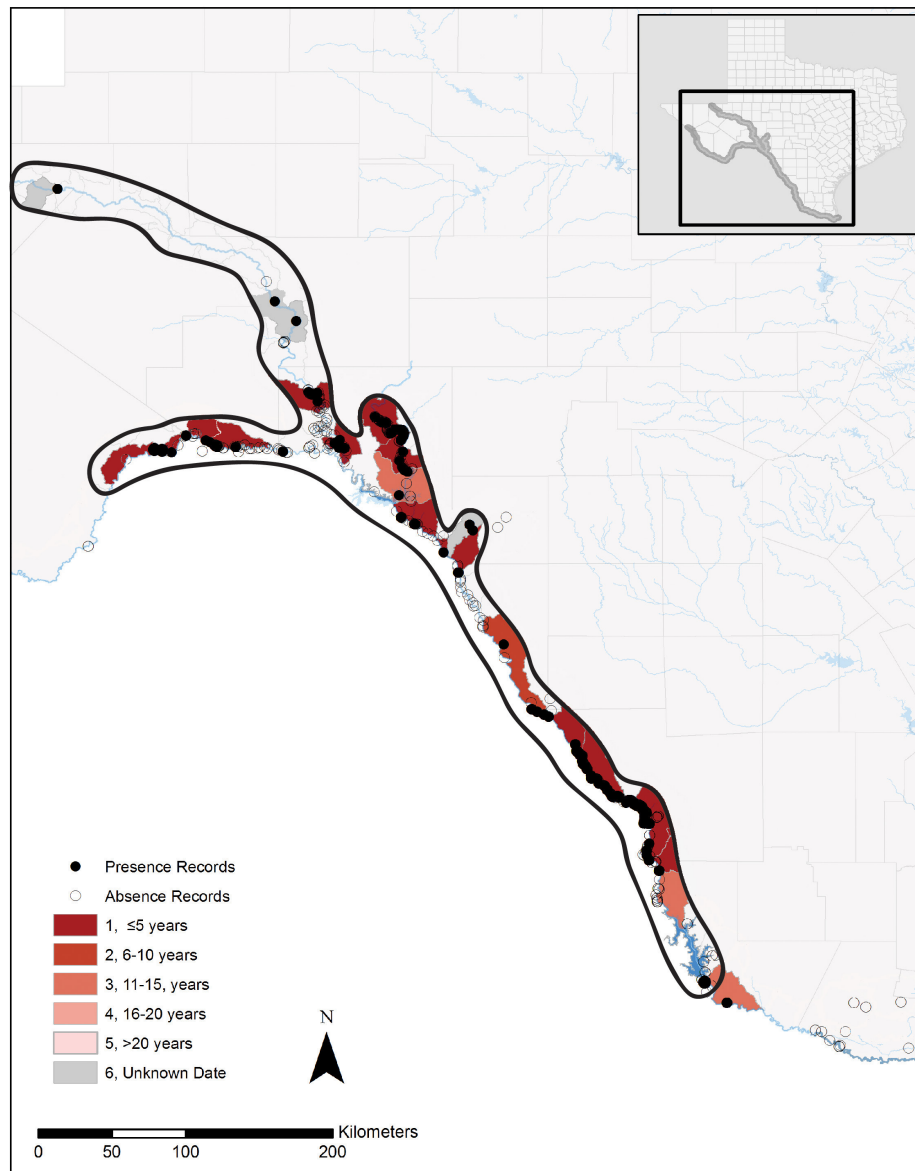 Presence Records
Absence Records
1, ≤5 years
2, 6-10 years
3, 11-15, years
4, 16-20 years
5, >20 years
6, Unknown Date
N
Kilometers
0 50 100 200